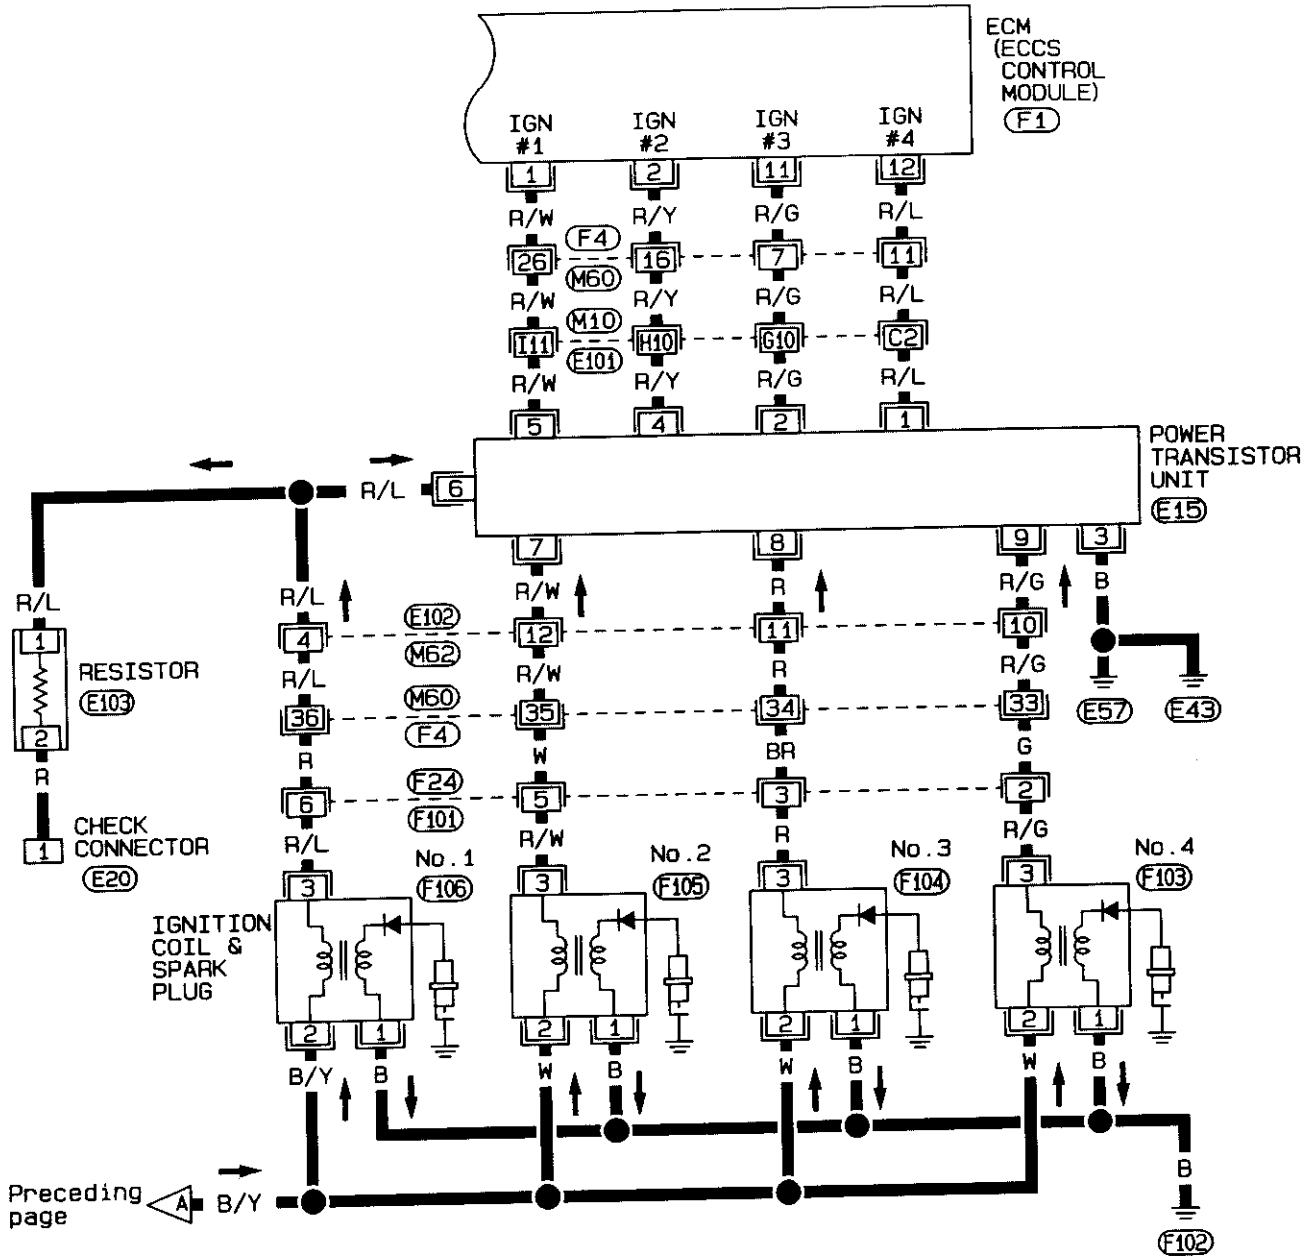 ECM
(ECCS
CONTROL
MODULE)
F1
IGN #1
IGN #2
IGN #3
IGN #4
1 2 11 12
R/W R/Y R/G R/L
F4
26 16 7 11
M60
R/W R/Y R/G R/L
M10
I11 H10 G10 C2
E101
R/W R/Y R/G R/L
5 4 2 1
POWER
TRANSISTOR
UNIT
E15
R/L 6
7 8 9 3
R/L R/L R/W R R/G B
E102
1 4 12 11 10
M62
RESISTOR
E103
R/L R/W R R/G
M60
36 35 34 33
F4
E57 E43
2
R R W BR G
F24
6 5 3 2
F101
1 CHECK
CONNECTOR
E20
R/L R/W R R/G
No.1 No.2 No.3 No.4
F106 F105 F104 F103
3 3 3 3
IGNITION
COIL &
SPARK
PLUG
2 1 2 1 2 1 2 1
B/Y B W B W B W B
Preceding
page
A B/Y
B
F102